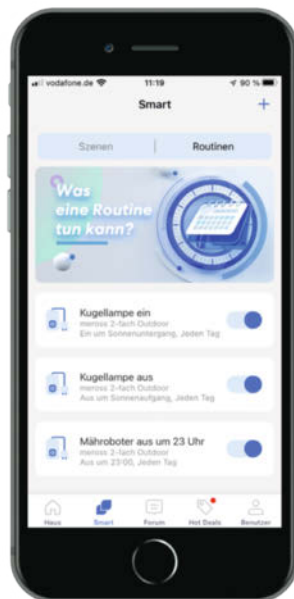 vodafone.de 11:19 90 %
Smart
Szenen Routinen
Was
eine Routine
tun kann?
Kugellampe ein
meross 2-fach Outdoor
Ein um Sonnenuntergang, Jeden Tag
Kugellampe aus
meross 2-fach Outdoor
Aus um Sonnenaufgang, Jeden Tag
Mähroboter aus um 23 Uhr
meross 2-fach Outdoor
Aus um 23:00, Jeden Tag
Haus Smart Forum Hot Deals Benutzer